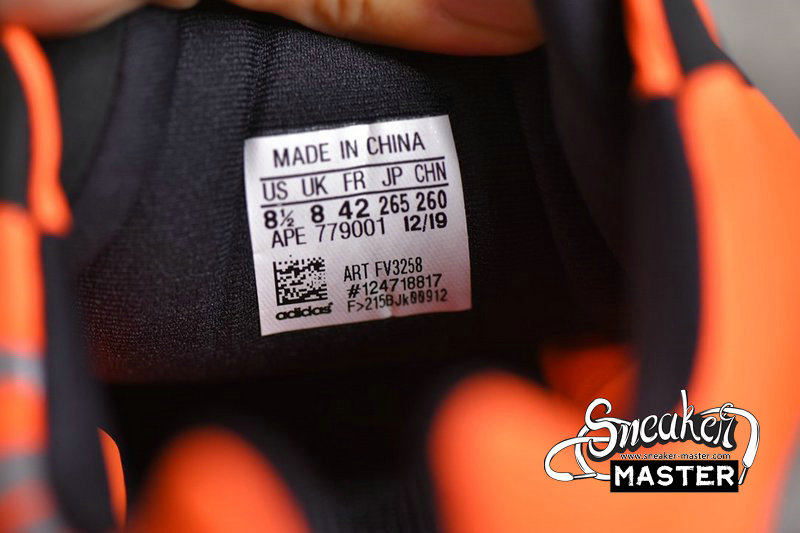 MADE IN CHINA
US UK FR JP CHN
8½ 8 42 265 260
APE 779001 12/19
ART FV3258
#124718817
F>215BJk00912
adidas
Sneaker
www.sneaker-master.com
MASTER